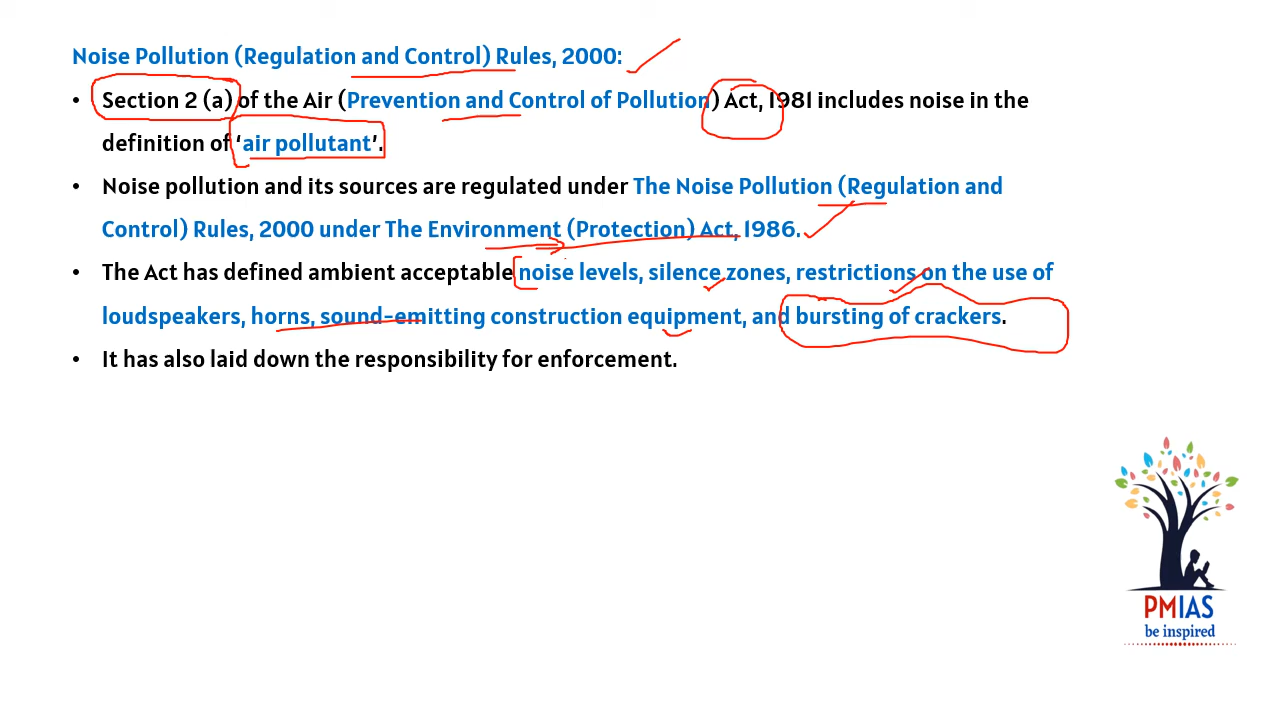 Noise Pollution (Regulation and Control) Rules, 2000:
• Section 2 (a) of the Air (Prevention and Control of Pollution) Act, 1981 includes noise in the
definition of ‘air pollutant’.
• Noise pollution and its sources are regulated under The Noise Pollution (Regulation and
Control) Rules, 2000 under The Environment (Protection) Act, 1986.
• The Act has defined ambient acceptable noise levels, silence zones, restrictions on the use of
loudspeakers, horns, sound-emitting construction equipment, and bursting of crackers.
• It has also laid down the responsibility for enforcement.
PMIAS
be inspired